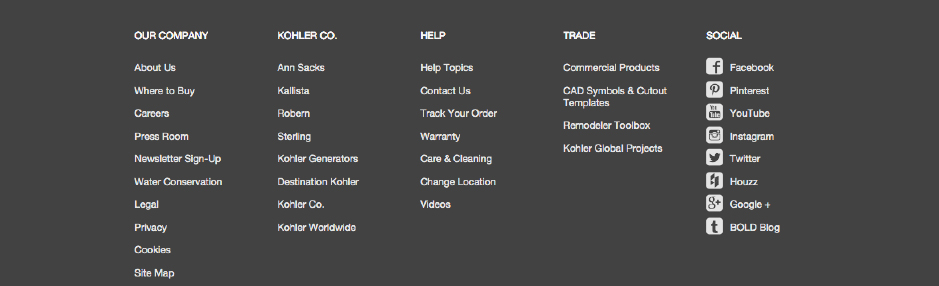 OUR COMPANY
About Us
Where to Buy
Careers
Press Room
Newsletter Sign-Up
Water Conservation
Legal
Privacy
Cookies
Site Map
KOHLER CO.
Ann Sacks
Kallista
Robern
Sterling
Kohler Generators
Destination Kohler
Kohler Co.
Kohler Worldwide
HELP
Help Topics
Contact Us
Track Your Order
Warranty
Care & Cleaning
Change Location
Videos
TRADE
Commercial Products
CAD Symbols & Cutout
Templates
Remodeler Toolbox
Kohler Global Projects
SOCIAL
Facebook
Pinterest
You Tube YouTube
Instagram
Twitter
Houzz
g+ Google +
t BOLD Blog